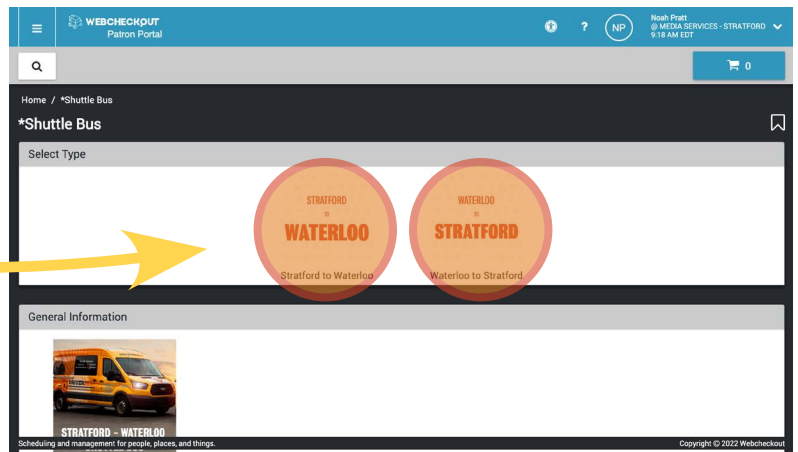 WEBCHECKOUT
Patron Portal
?
NP
Noah Pratt
@ MEDIA SERVICES - STRATFORD
9:18 AM EDT
0
Home / *Shuttle Bus
*Shuttle Bus
Select Type
STRATFORD
to
WATERLOO
WATERLOO
to
STRATFORD
Stratford to Waterloo
Waterloo to Stratford
General Information
STRATFORD - WATERLOO
Scheduling and management for people, places, and things.
Copyright © 2022 Webcheckout